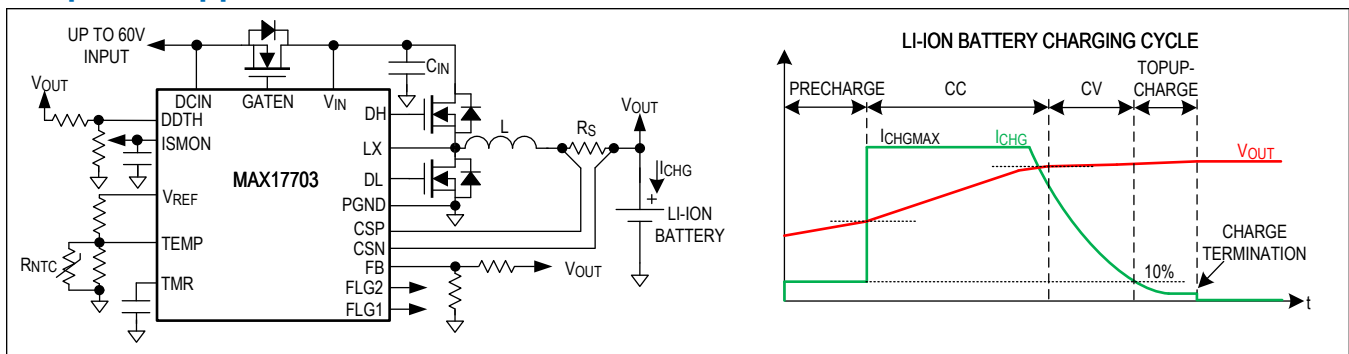 UP TO 60V
INPUT
VOUT
DCIN
GATEN
VIN
CIN
DDTH
ISMON
VREF
TEMP
TMR
RNTC
MAX17703
DH
LX
DL
PGND
CSP
CSN
FB
FLG2
FLG1
L
RS
VOUT
ICHG
+
LI-ION
BATTERY
VOUT
LI-ION BATTERY CHARGING CYCLE
PRECHARGE
CC
CV
TOPUP-
CHARGE
ICHGMAX
ICHG
VOUT
10%
CHARGE
TERMINATION
t